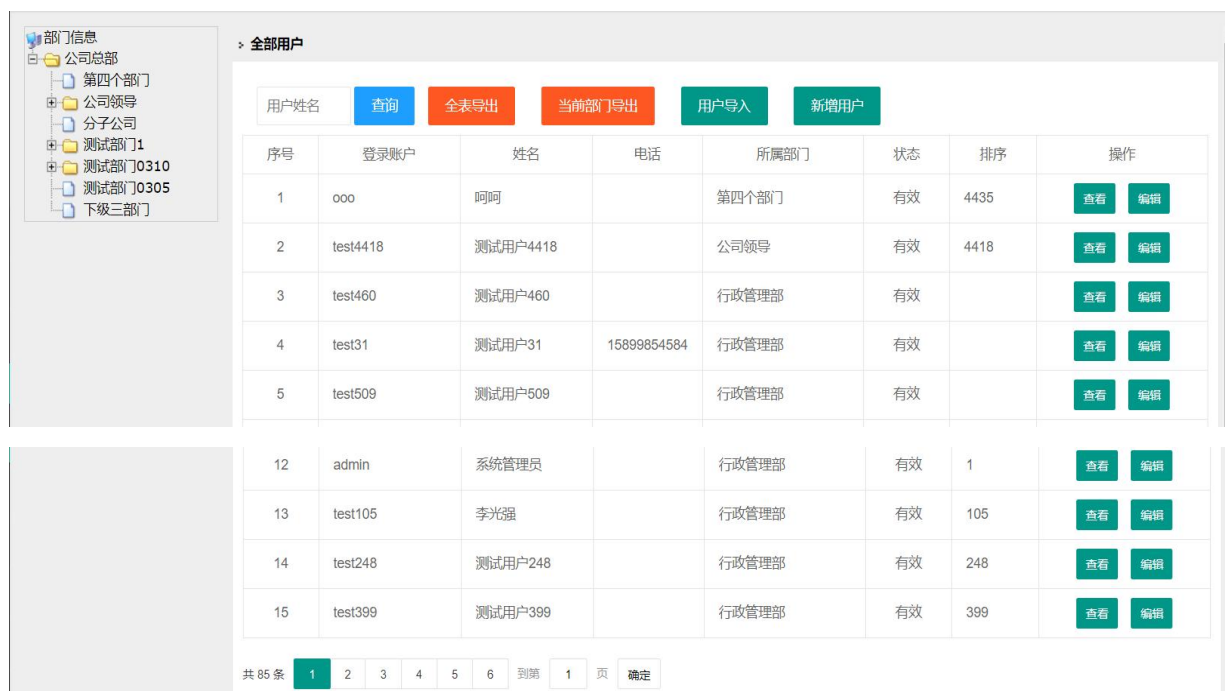 部门信息
公司总部
第四个部门
公司领导
分子公司
测试部门1
测试部门0310
测试部门0305
下级三部门
全部用户
用户姓名 查询 全表导出 当前部门导出 用户导入 新增用户
序号 登录账户 姓名 电话 所属部门 状态 排序 操作
1 ooo 呵呵 第四个部门 有效 4435 查看 编辑
2 test4418 测试用户4418 公司领导 有效 4418 查看 编辑
3 test460 测试用户460 行政管理部 有效 查看 编辑
4 test31 测试用户31 15899854584 行政管理部 有效 查看 编辑
5 test509 测试用户509 行政管理部 有效 查看 编辑
12 admin 系统管理员 行政管理部 有效 1 查看 编辑
13 test105 李光强 行政管理部 有效 105 查看 编辑
14 test248 测试用户248 行政管理部 有效 248 查看 编辑
15 test399 测试用户399 行政管理部 有效 399 查看 编辑
共 85 条 1 2 3 4 5 6 到第 1 页 确定